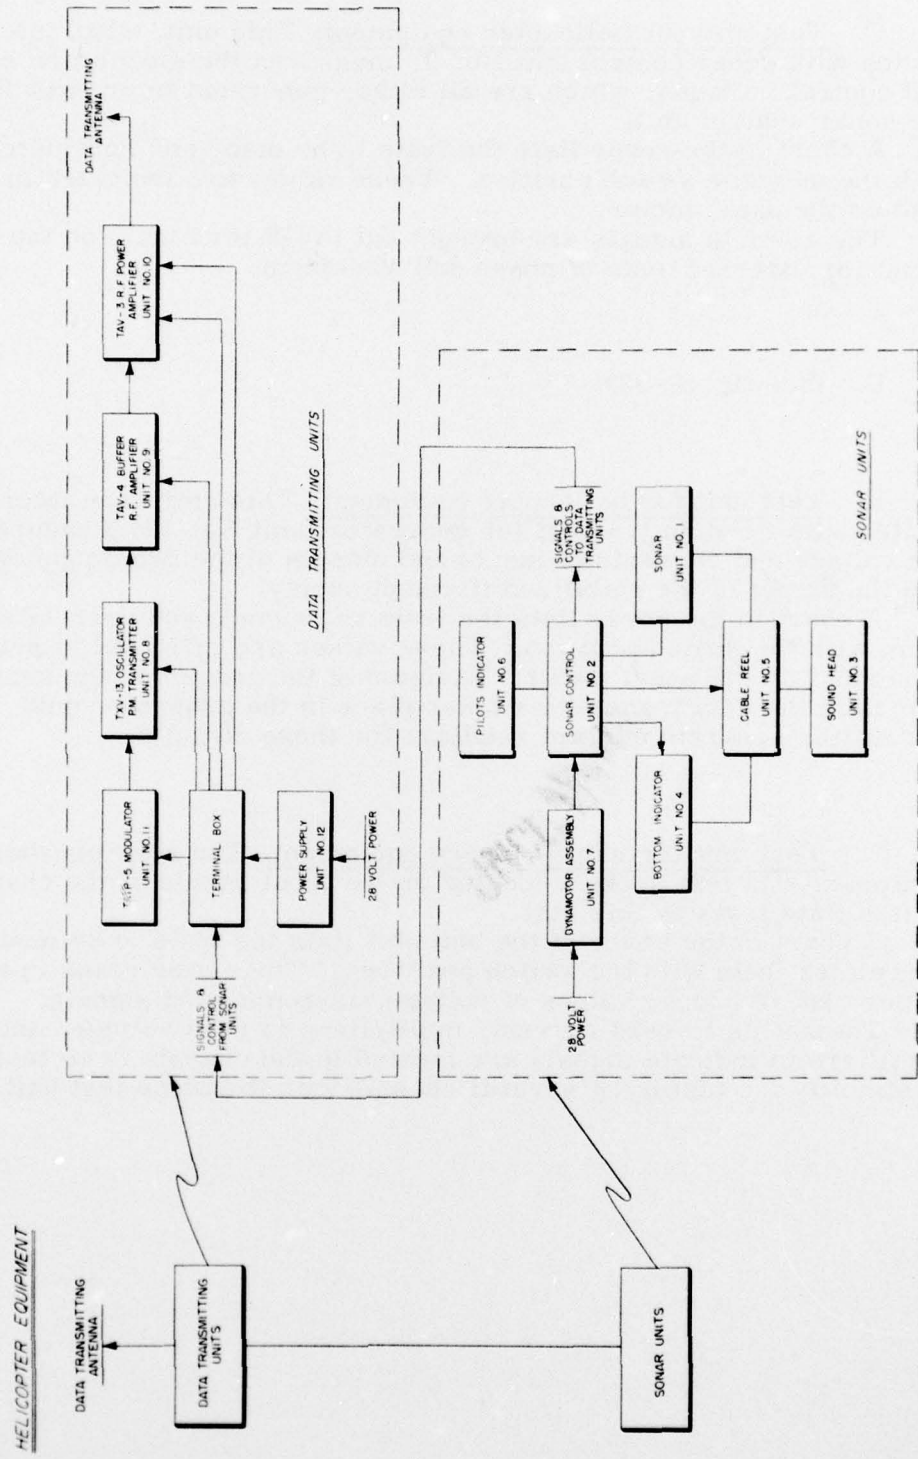 HELICOPTER EQUIPMENT
DATA TRANSMITTING
ANTENNA
DATA TRANSMITTING
UNITS
SONAR UNITS
DATA TRANSMITTING
ANTENNA
TAV-3 R.F. POWER
AMPLIFIER
UNIT NO.10
TAV-4 BUFFER
R.F. AMPLIFIER
UNIT NO.9
TXV-13 OSCILLATOR
P.M. TRANSMITTER
UNIT NO.8
MODULATOR
UNIT NO.11
TERMINAL BOX
POWER SUPPLY
UNIT NO.12
28 VOLT POWER
SIGNALS &
CONTROL
FROM SONAR
UNITS
DATA TRANSMITTING UNITS
PILOTS INDICATOR
UNIT NO.6
SONAR CONTROL
UNIT NO. 2
SIGNALS &
CONTROLS
TO DATA
TRANSMITTING
UNITS
DYNAMOTOR ASSEMBLY
UNIT NO.7
28 VOLT
POWER
SONAR
UNIT NO. 1
BOTTOM INDICATOR
UNIT NO.4
CABLE REEL
UNIT NO.5
SOUND HEAD
UNIT NO.3
SONAR UNITS